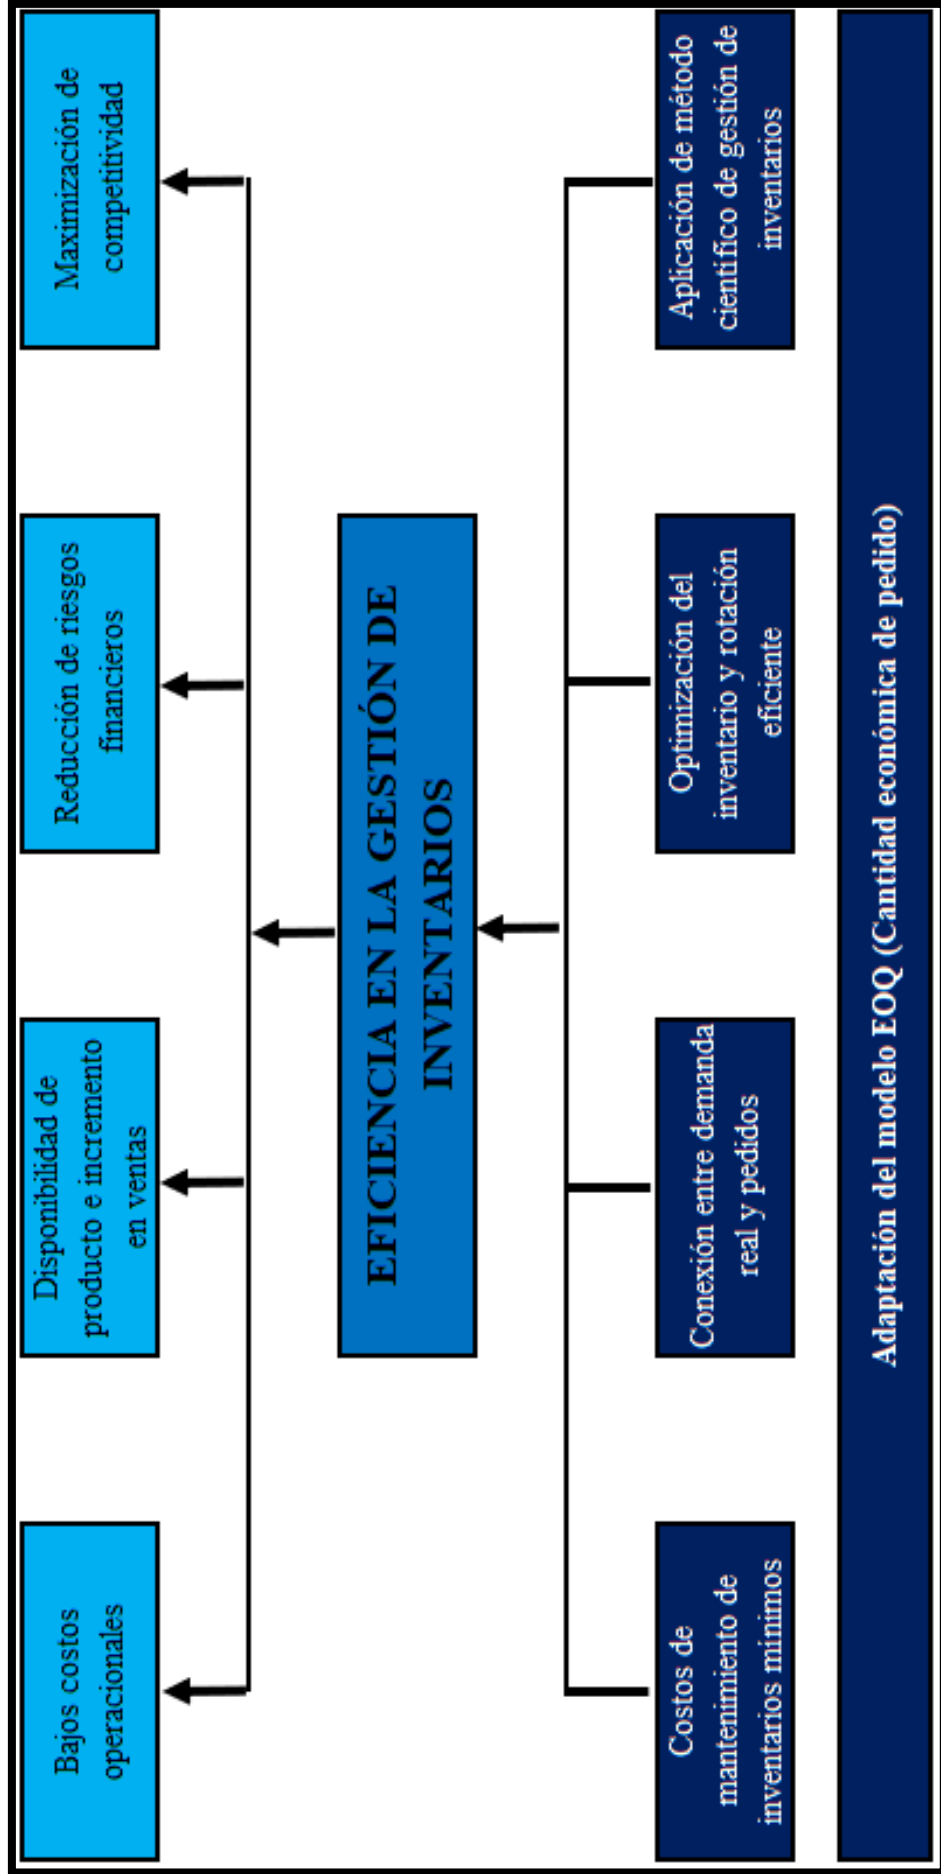 Bajos costos
operacionales
Disponibilidad de
producto e incremento
en ventas
Reducción de riesgos
financieros
Maximización de
competitividad
EFICIENCIA EN LA GESTIÓN DE
INVENTARIOS
Costos de
mantenimiento de
inventarios mínimos
Conexión entre demanda
real y pedidos
Optimización del
inventario y rotación
eficiente
Aplicación de método
científico de gestión de
inventarios
Adaptación del modelo EOQ (Cantidad económica de pedido)